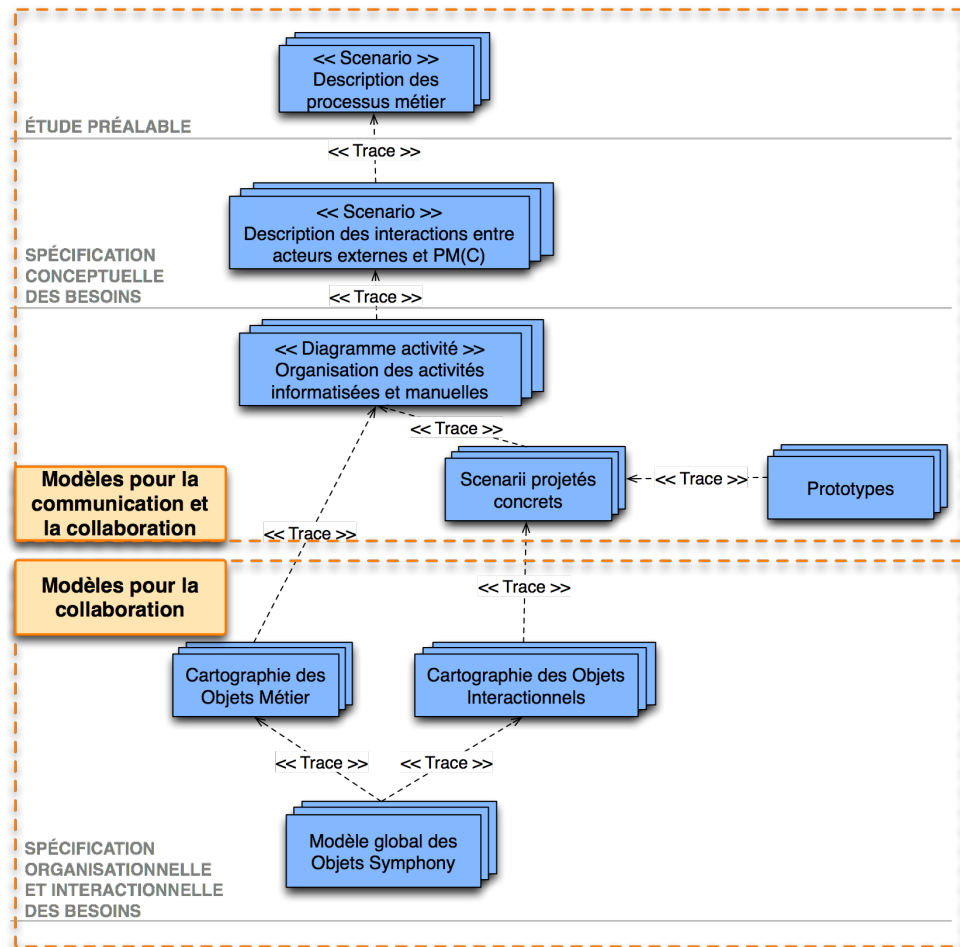 << Scenario >>
Description des
processus métier
ÉTUDE PRÉALABLE
<< Trace >>
<< Scenario >>
Description des interactions entre
acteurs externes et PM(C)
SPÉCIFICATION
CONCEPTUELLE
DES BESOINS
<< Trace >>
<< Diagramme activité >>
Organisation des activités
informatisées et manuelles
<< Trace >>
Scenarii projetés
concrets
<< Trace >>
Prototypes
Modèles pour la
communication et
la collaboration
<< Trace >>
Modèles pour la
collaboration
<< Trace >>
Cartographie des
Objets Métier
Cartographie des Objets
Interactionnels
<< Trace >>
<< Trace >>
Modèle global des
Objets Symphony
SPÉCIFICATION
ORGANISATIONNELLE
ET INTERACTIONNELLE
DES BESOINS